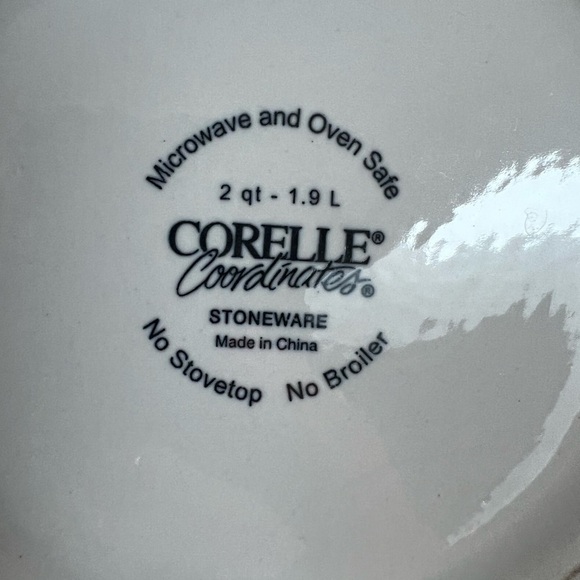 Microwave and Oven Safe
2 qt - 1.9 L
CORELLE®
Coordinates®
STONEWARE
Made in China
No Stovetop No Broiler